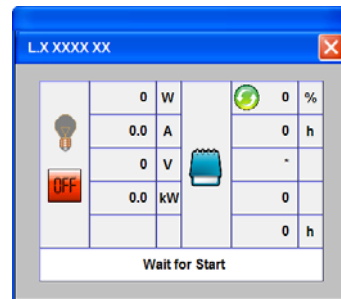 L.X XXXX XX
0 W 0 %
0.0 A 0 h
0 V -
OFF
0.0 kW 0
0 h
Wait for Start